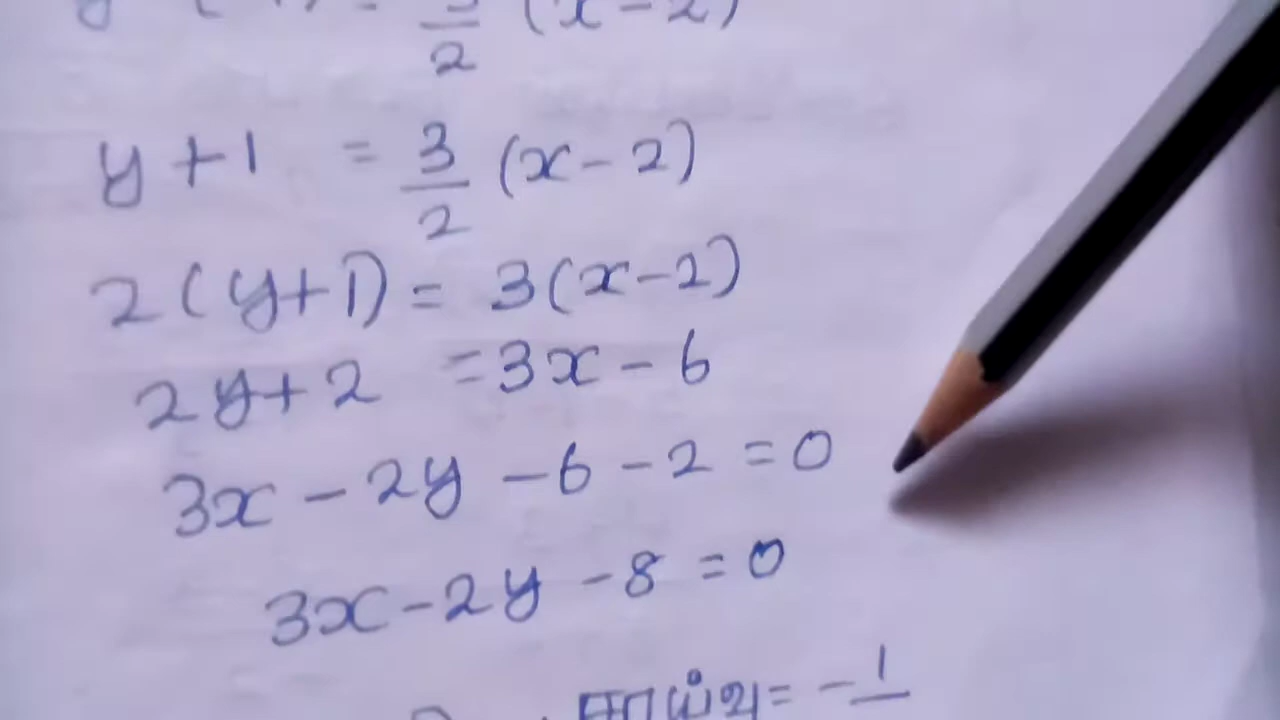 y + 1 = 3/2 (x - 2)
2 (y+1) = 3(x-2)
2y+2 = 3x - 6
3x - 2y - 6 - 2 = 0
3x - 2y - 8 = 0